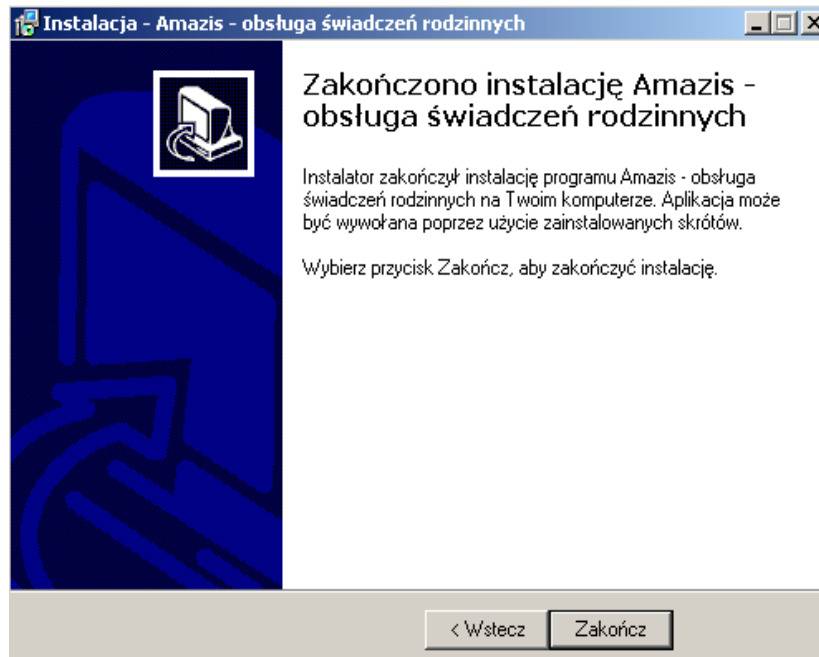 Instalacja - Amazis - obsługa świadczeń rodzinnych
Zakończono instalację Amazis -
obsługa świadczeń rodzinnych
Instalator zakończył instalację programu Amazis - obsługa
świadczeń rodzinnych na Twoim komputerze. Aplikacja może
być wywołana poprzez użycie zainstalowanych skrótów.
Wybierz przycisk Zakończ, aby zakończyć instalację.
< Wstecz
Zakończ